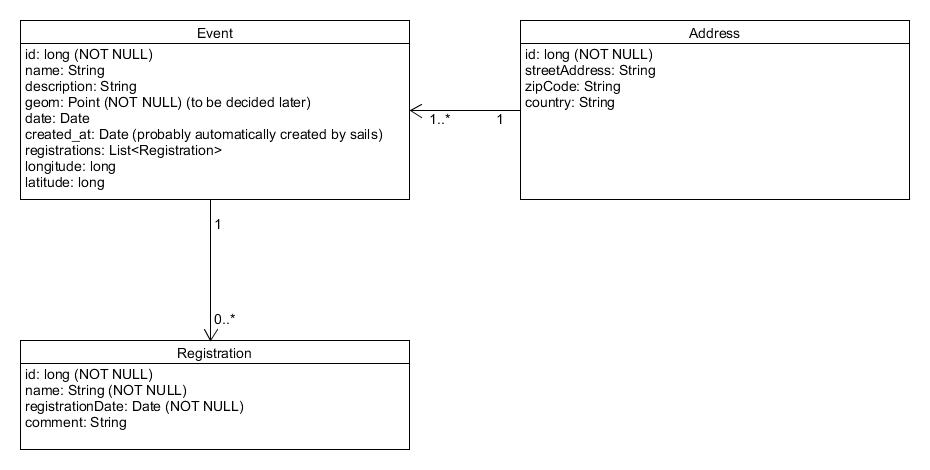 Event
id: long (NOT NULL)
name: String
description: String
geom: Point (NOT NULL) (to be decided later)
date: Date
created_at: Date (probably automatically created by sails)
registrations: List<Registration>
longitude: long
latitude: long
Address
id: long (NOT NULL)
streetAddress: String
zipCode: String
country: String
1..*
1
1
0..*
Registration
id: long (NOT NULL)
name: String (NOT NULL)
registrationDate: Date (NOT NULL)
comment: String